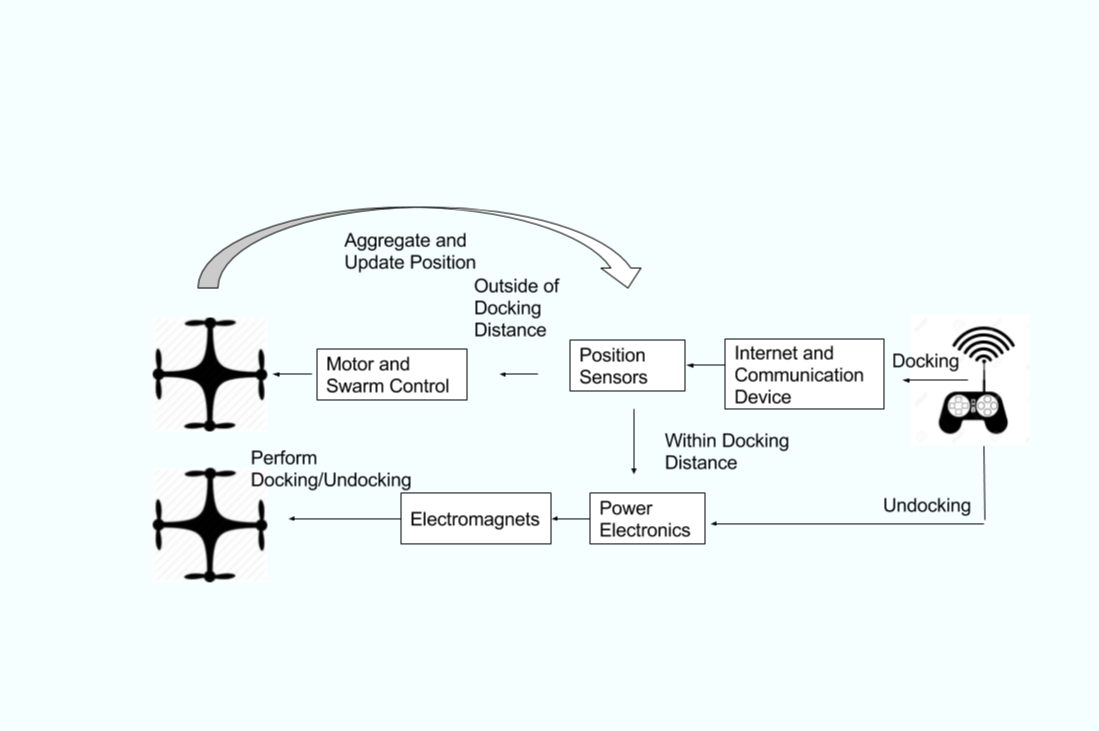 Aggregate and
Update Position
Outside of
Docking
Distance
Motor and
Swarm Control
Position
Sensors
Internet and
Communication
Device
Docking
Within Docking
Distance
Perform
Docking/Undocking
Electromagnets
Power
Electronics
Undocking